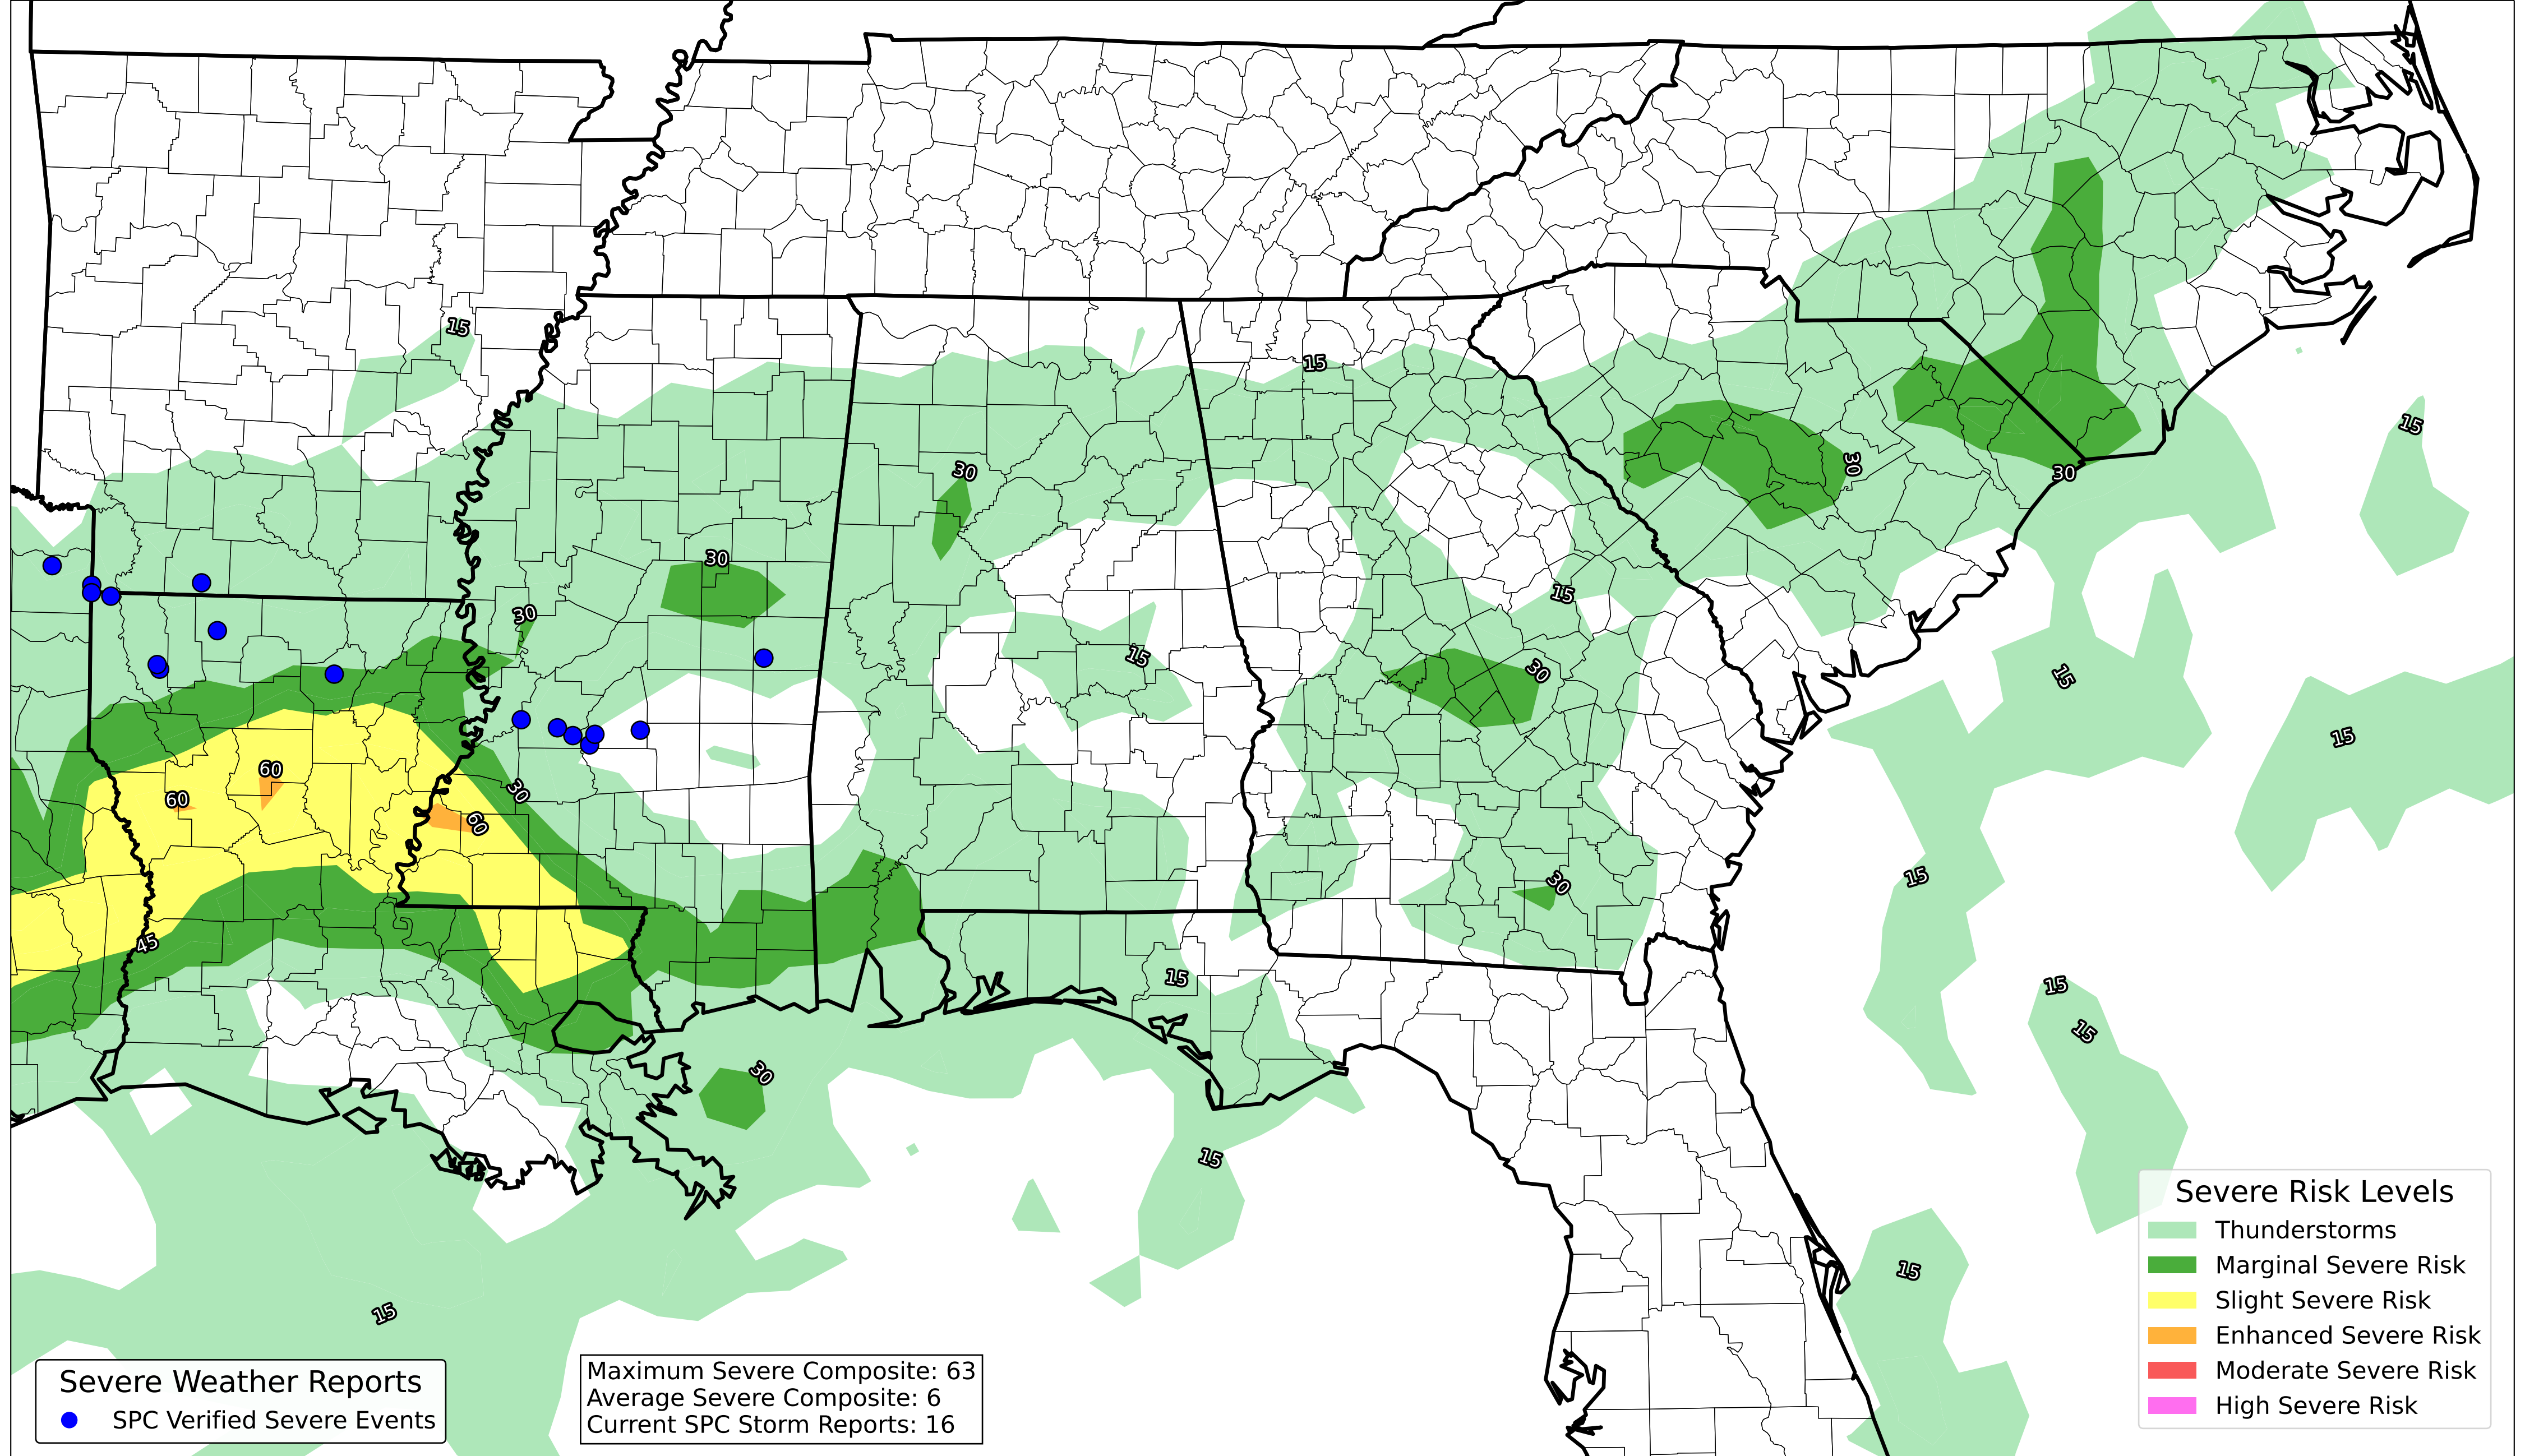 15
15
15
30
30
30
30
30
15
15
30
15
15
15
60
60
30
60
15
30
45
15
15
15
30
15
15
15
Severe Risk Levels
Thunderstorms
Marginal Severe Risk
Slight Severe Risk
Enhanced Severe Risk
Moderate Severe Risk
High Severe Risk
Severe Weather Reports
SPC Verified Severe Events
Maximum Severe Composite: 63
Average Severe Composite: 6
Current SPC Storm Reports: 16